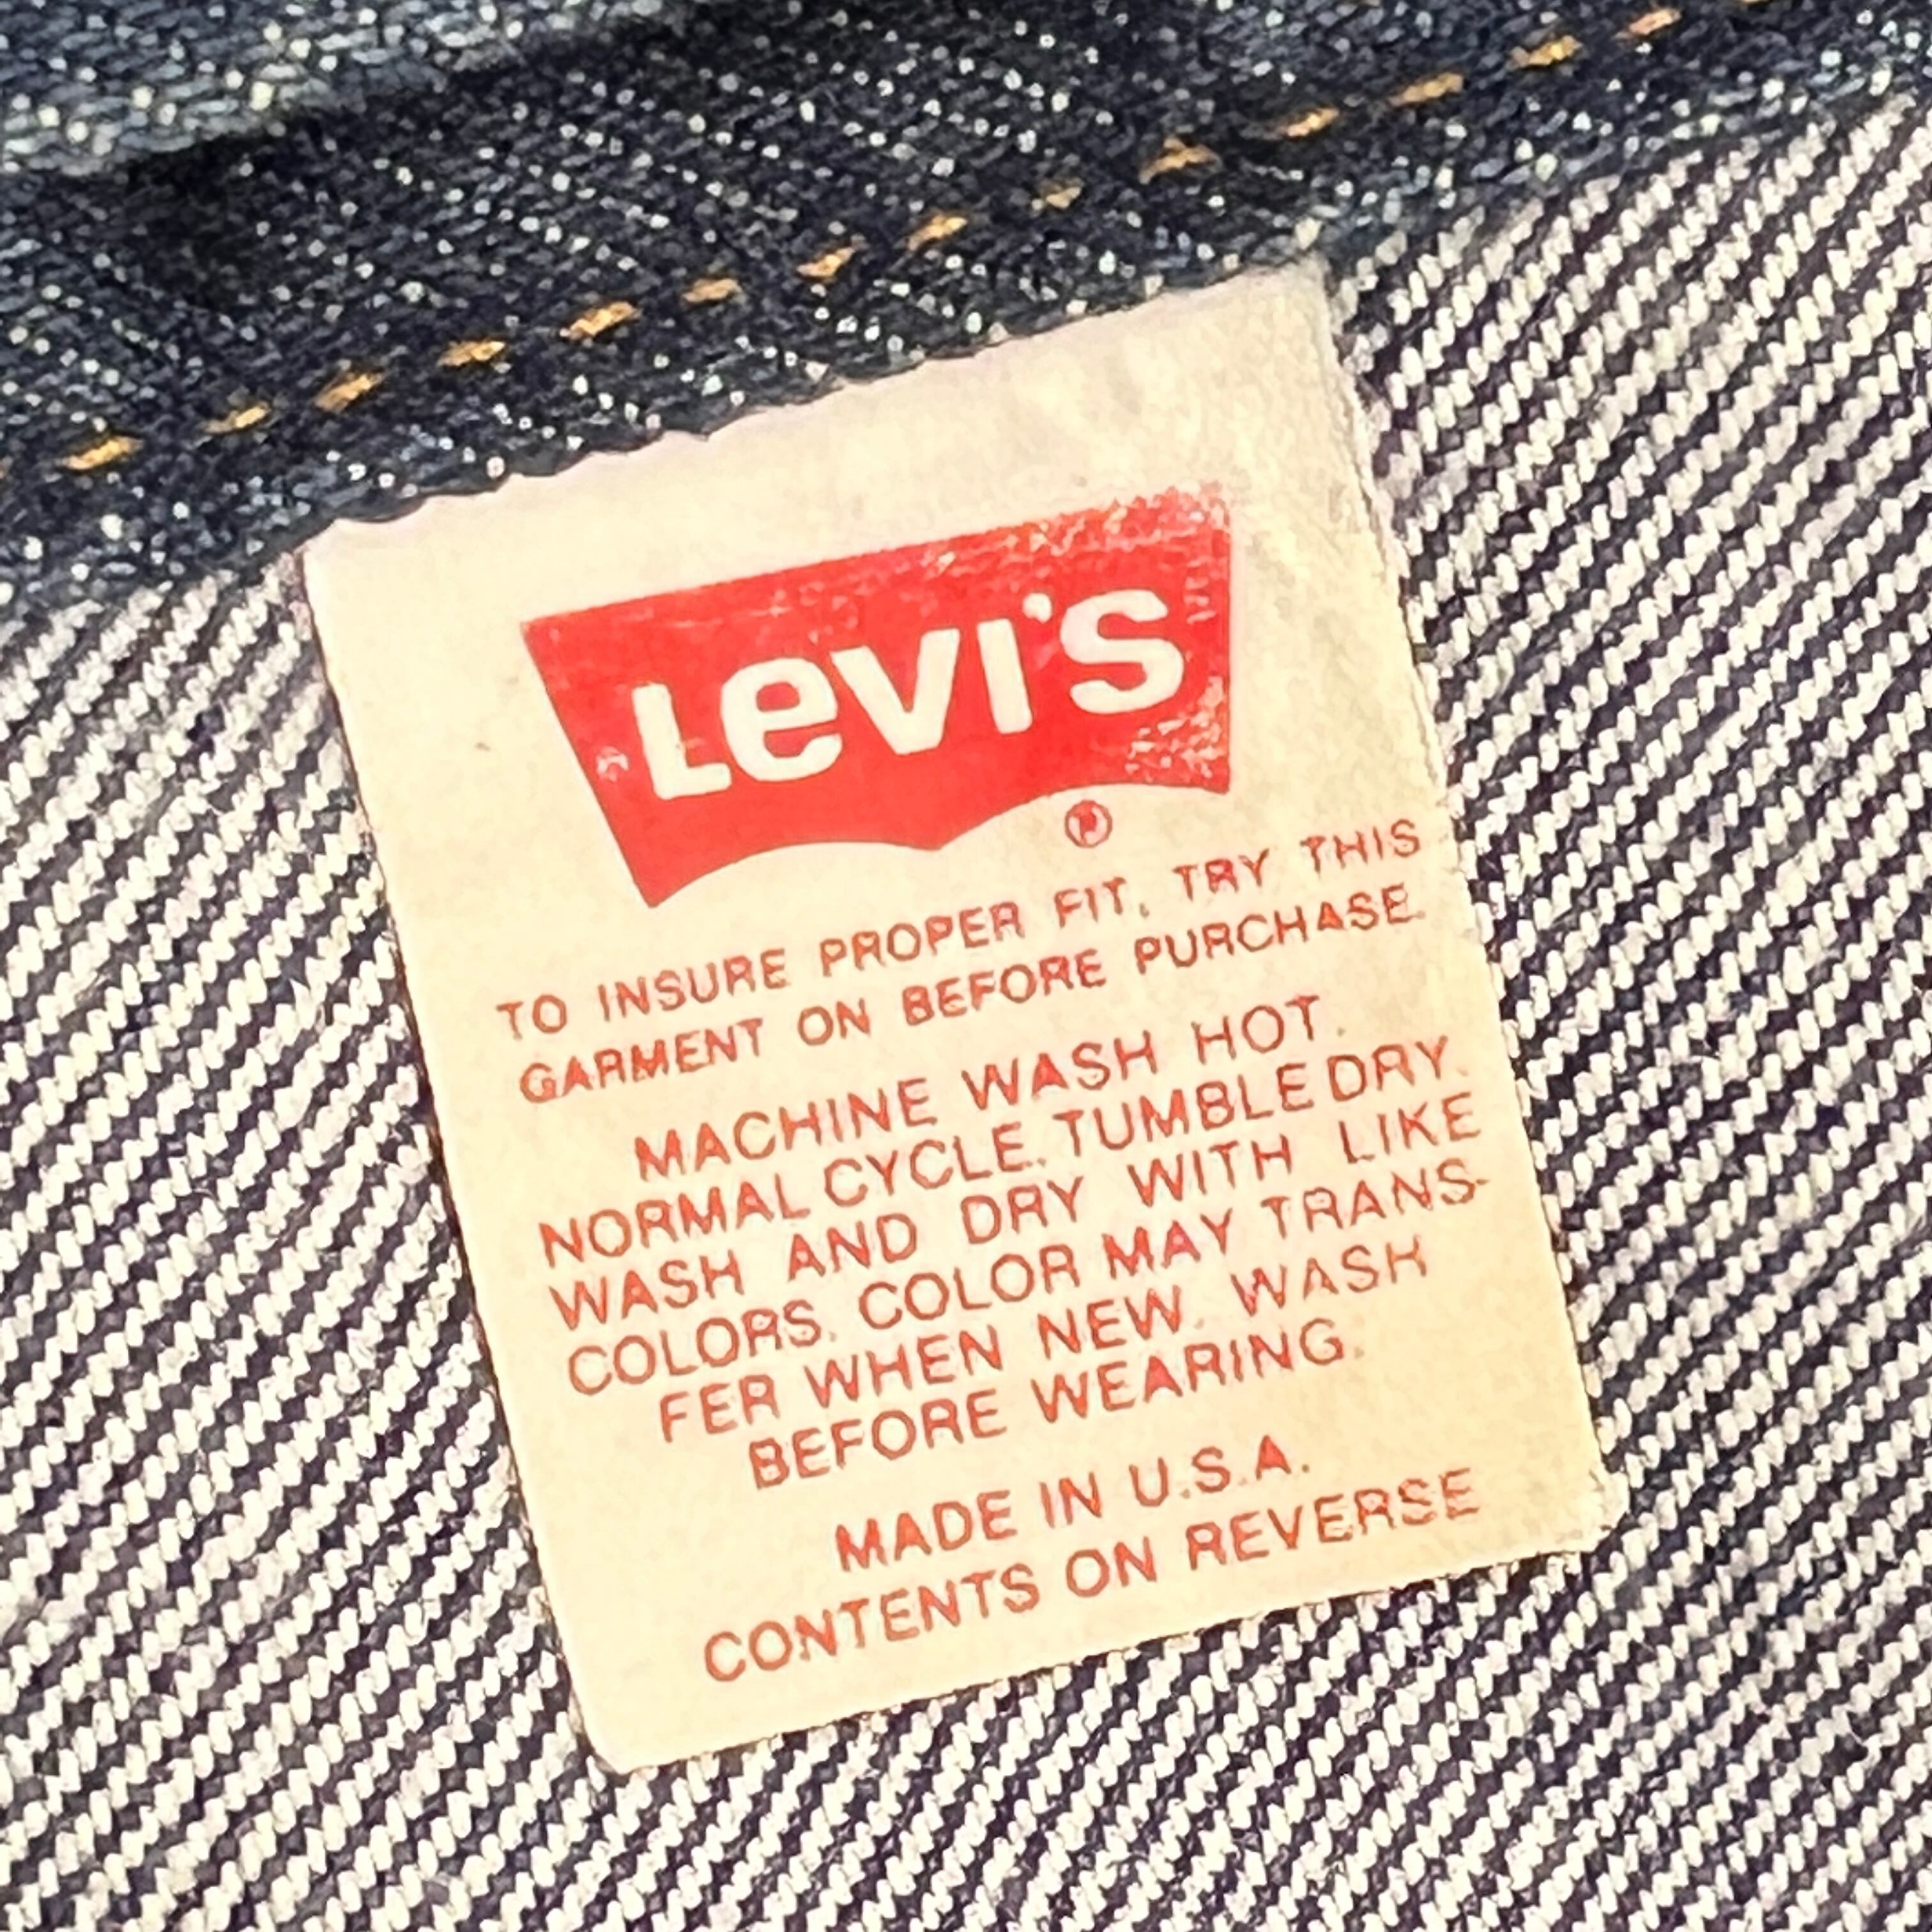 LEVI'S
®
TO INSURE PROPER FIT, TRY THIS
GARMENT ON BEFORE PURCHASE.
MACHINE WASH HOT.
NORMAL CYCLE. TUMBLE DRY.
WASH AND DRY WITH LIKE
COLORS. COLOR MAY TRANS-
FER WHEN NEW. WASH
BEFORE WEARING.
MADE IN U.S.A.
CONTENTS ON REVERSE